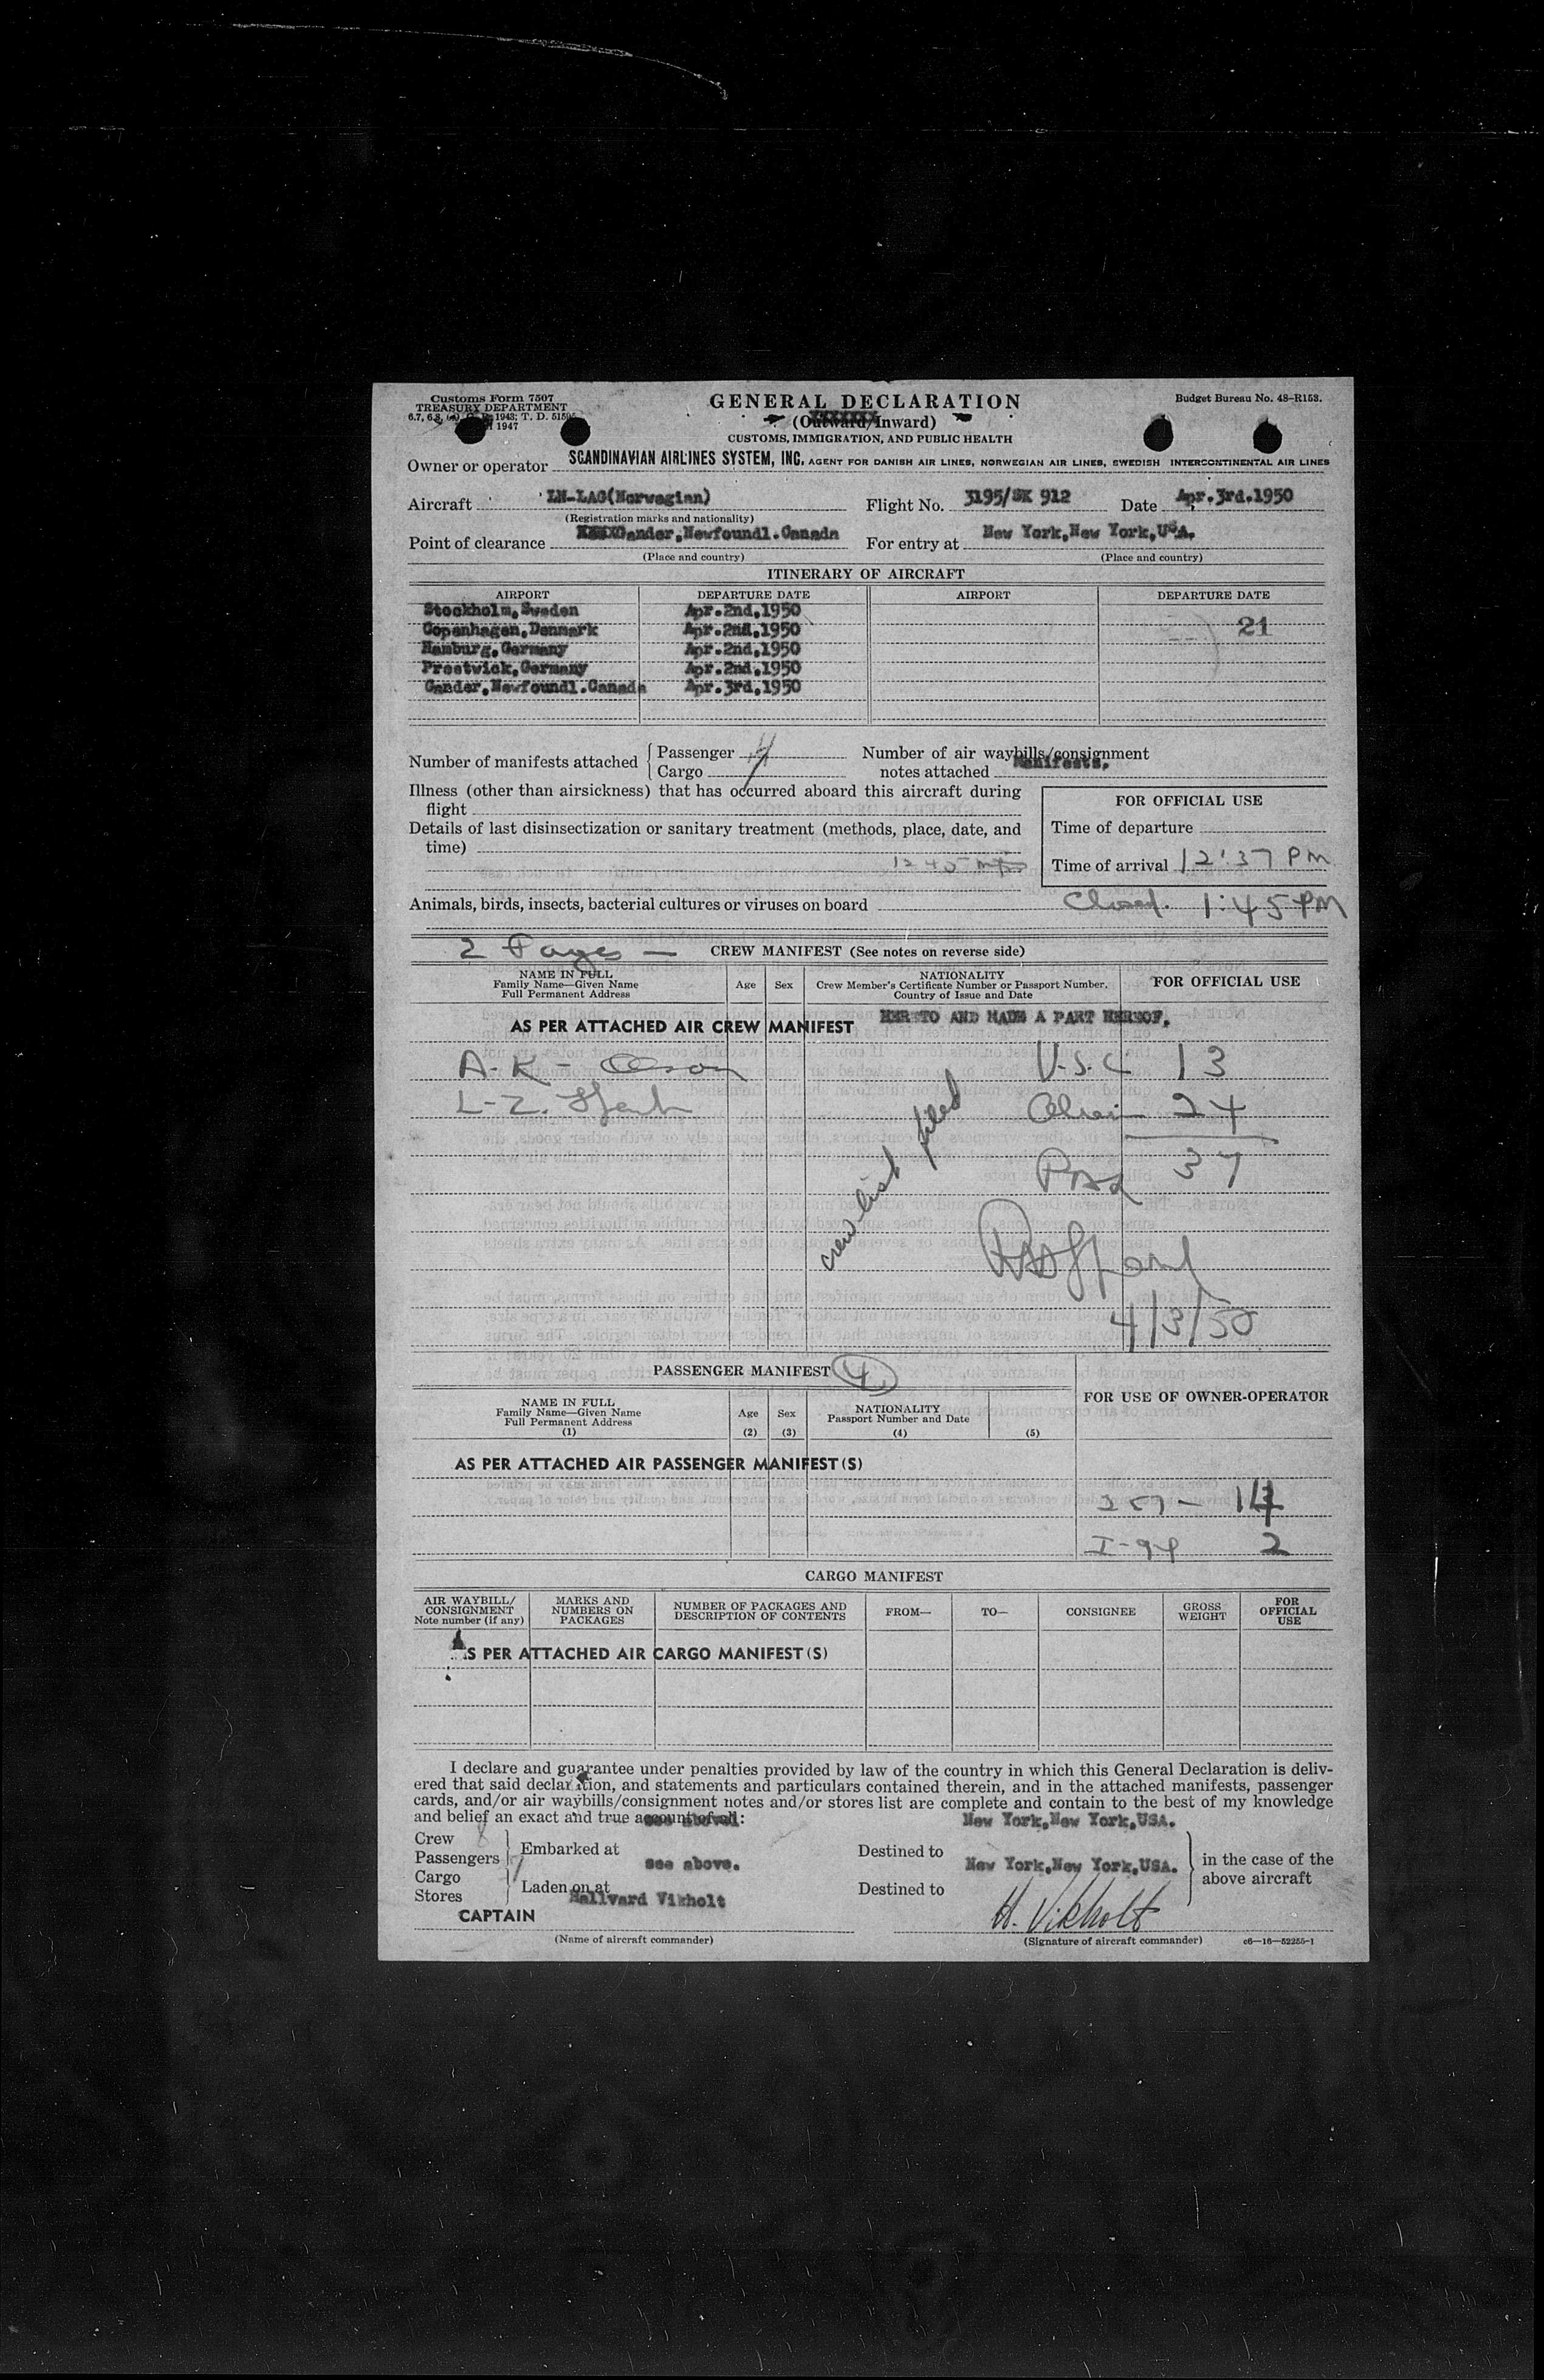 Customs Form 7507
TREASURY DEPARTMENT
1943; T. D.
1947
GENERAL DECLARATION
(Outward/Inward)
CUSTOMS, IMMIGRATION, AND PUBLIC HEALTH
Budget Bureau No. 48-R153.
Owner or operator SCANDINAVIAN AIRLINES SYSTEM, INC. AGENT FOR DANISH AIR LINES, NORWEGIAN AIR LINES, SWEDISH INTERCONTINENTAL AIR LINES
Aircraft LN-LAG(Norwegian) Flight No. 3195/SK 912 Date Apr.3rd.1950
(Registration marks and nationality)
Point of clearance Gander,Newfoundl.Canada For entry at New York,New York,USA.
(Place and country) (Place and country)
ITINERARY OF AIRCRAFT
AIRPORT DEPARTURE DATE AIRPORT DEPARTURE DATE
Stockholm,Sweden Apr.2nd,1950
Copenhagen,Denmark Apr.2nd,1950 21
Hamburg,Germany Apr.2nd,1950
Prestwick,Germany Apr.2nd,1950
Gander,Newfoundl.Canada Apr.3rd,1950
Number of manifests attached Passenger 4 Number of air waybills/consignment
Cargo notes attached Manifests.
Illness (other than airsickness) that has occurred aboard this aircraft during
flight
FOR OFFICIAL USE
Details of last disinsectization or sanitary treatment (methods, place, date, and
time)
Time of departure
12 45
Time of arrival 12:37 PM
Animals, birds, insects, bacterial cultures or viruses on board
Closed. 1:45 PM
2 Pages — CREW MANIFEST (See notes on reverse side)
NAME IN FULL
Family Name—Given Name
Full Permanent Address
Age Sex
NATIONALITY
Crew Member's Certificate Number or Passport Number,
Country of Issue and Date
FOR OFFICIAL USE
AS PER ATTACHED AIR CREW MANIFEST HERETO AND MADE A PART HEREOF.
A-K- Olson U.S.C 13
L-Z. 24
37
crew list filed
4/3/50
PASSENGER MANIFEST 4
NAME IN FULL
Family Name—Given Name
Full Permanent Address
(1)
Age
(2)
Sex
(3)
NATIONALITY
Passport Number and Date
(4)
(5)
FOR USE OF OWNER-OPERATOR
AS PER ATTACHED AIR PASSENGER MANIFEST(S)
I-94 2
CARGO MANIFEST
AIR WAYBILL/
CONSIGNMENT
Note number (if any)
MARKS AND
NUMBERS ON
PACKAGES
NUMBER OF PACKAGES AND
DESCRIPTION OF CONTENTS
FROM—
TO—
CONSIGNEE
GROSS
WEIGHT
FOR
OFFICIAL
USE
AS PER ATTACHED AIR CARGO MANIFEST(S)
I declare and guarantee under penalties provided by law of the country in which this General Declaration is deliv-
ered that said declaration, and statements and particulars contained therein, and in the attached manifests, passenger
cards, and/or air waybills/consignment notes and/or stores list are complete and contain to the best of my knowledge
and belief an exact and true account of all:
see above.
New York,New York,USA.
Crew
Passengers
Embarked at
Destined to
see above.
New York,New York,USA.
in the case of the
above aircraft
Cargo
Stores
Laden on at
Destined to
Hallvard Vikholt
CAPTAIN
H. Vikholt
(Name of aircraft commander) (Signature of aircraft commander) c6—16—52255-1